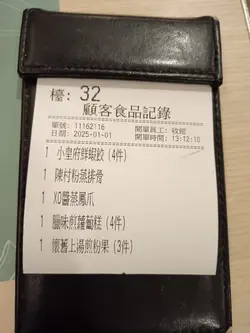 檯: 32
顧客食品記錄
單號: 11162116 開單員工: 收銀
日期: 2025-01-01 開單時間: 13:12:10
1 小皇府鮮蝦餃 (4件)
1 陳村粉蒸排骨
1 XO醬蒸鳳爪
1 臘味煎蘿蔔糕 (4件)
1 懷舊上湯煎粉果 (3件)